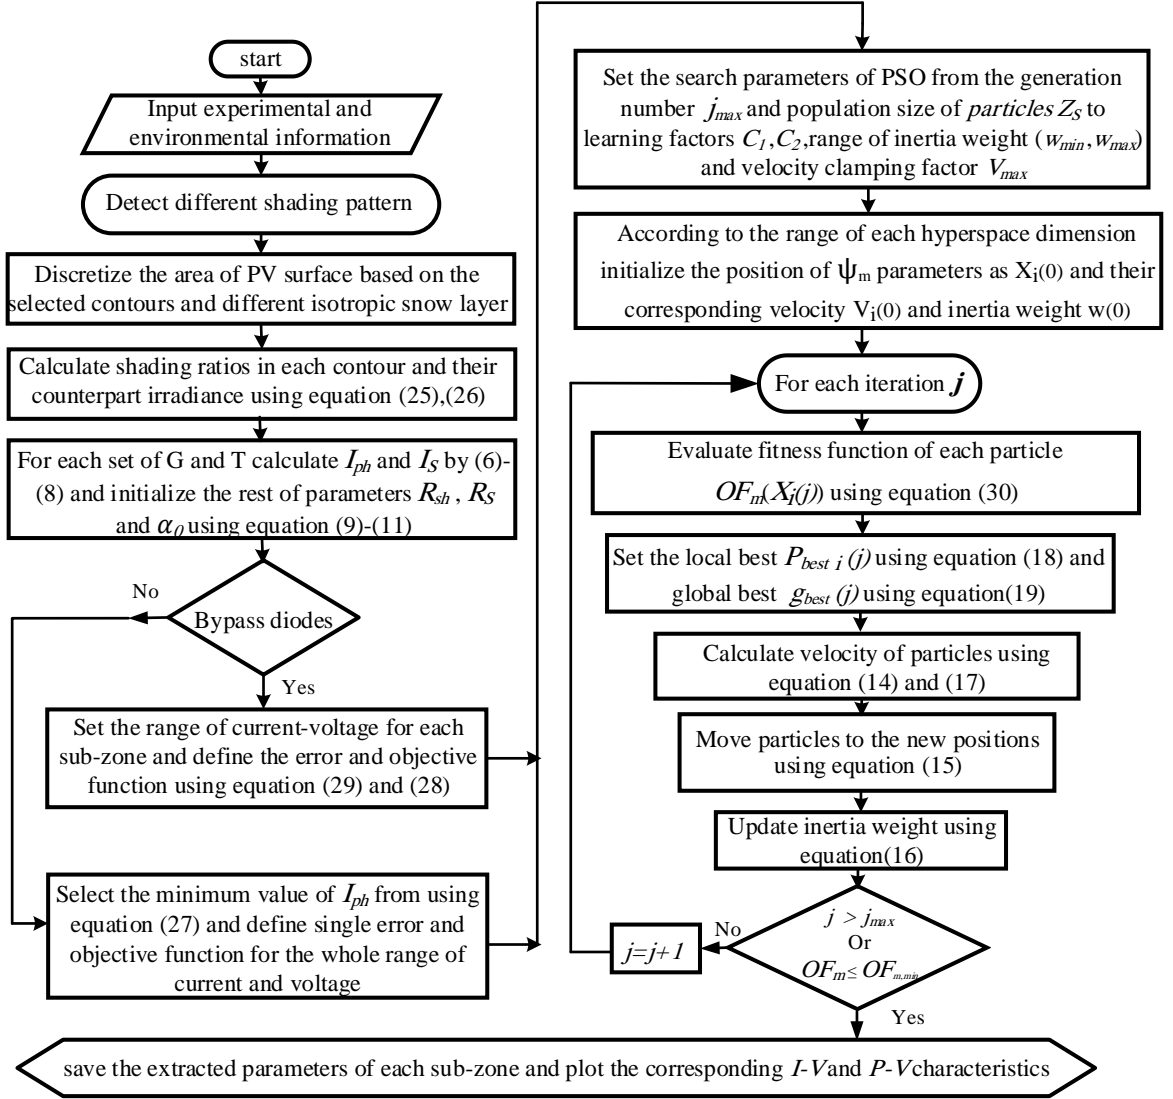 start
Input experimental and
environmental information
Detect different shading pattern
Discretize the area of PV surface based on the
selected contours and different isotropic snow layer
Calculate shading ratios in each contour and their
counterpart irradiance using equation (25),(26)
For each set of G and T calculate I_ph and I_S by (6)-
(8) and initialize the rest of parameters R_sh , R_S
and α_0 using equation (9)-(11)
No
Bypass diodes
Yes
Set the range of current-voltage for each
sub-zone and define the error and objective
function using equation (29) and (28)
Select the minimum value of I_ph from using
equation (27) and define single error and
objective function for the whole range of
current and voltage
Set the search parameters of PSO from the generation
number j_max and population size of particles Z_S to
learning factors C_1,C_2,range of inertia weight (w_min,w_max)
and velocity clamping factor V_max
According to the range of each hyperspace dimension
initialize the position of ψ_m parameters as X_i(0) and their
corresponding velocity V_i(0) and inertia weight w(0)
For each iteration j
Evaluate fitness function of each particle
OF_m(X_i(j)) using equation (30)
Set the local best P_best i (j) using equation (18) and
global best g_best (j) using equation(19)
Calculate velocity of particles using
equation (14) and (17)
Move particles to the new positions
using equation (15)
Update inertia weight using
equation(16)
j > j_max
Or
OF_m ≤ OF_m,min
No
j=j+1
Yes
save the extracted parameters of each sub-zone and plot the corresponding I-V and P-V characteristics